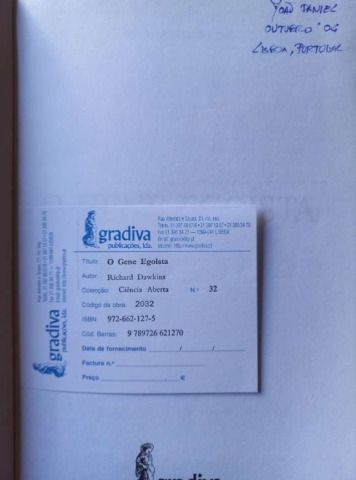 João Daniel
Outubro '06
Lisboa, Portugal
gradiva
publicações, lda.
Título: O Gene Egoísta
Autor: Richard Dawkins
Colecção: Ciência Aberta N.º 32
Código da obra: 2032
ISBN: 972-662-127-5
Cód. Barras: 9 789726 621270
Data de fornecimento / /
Factura n.º
Preço , €
gradiva
publicações, lda.
gradiva